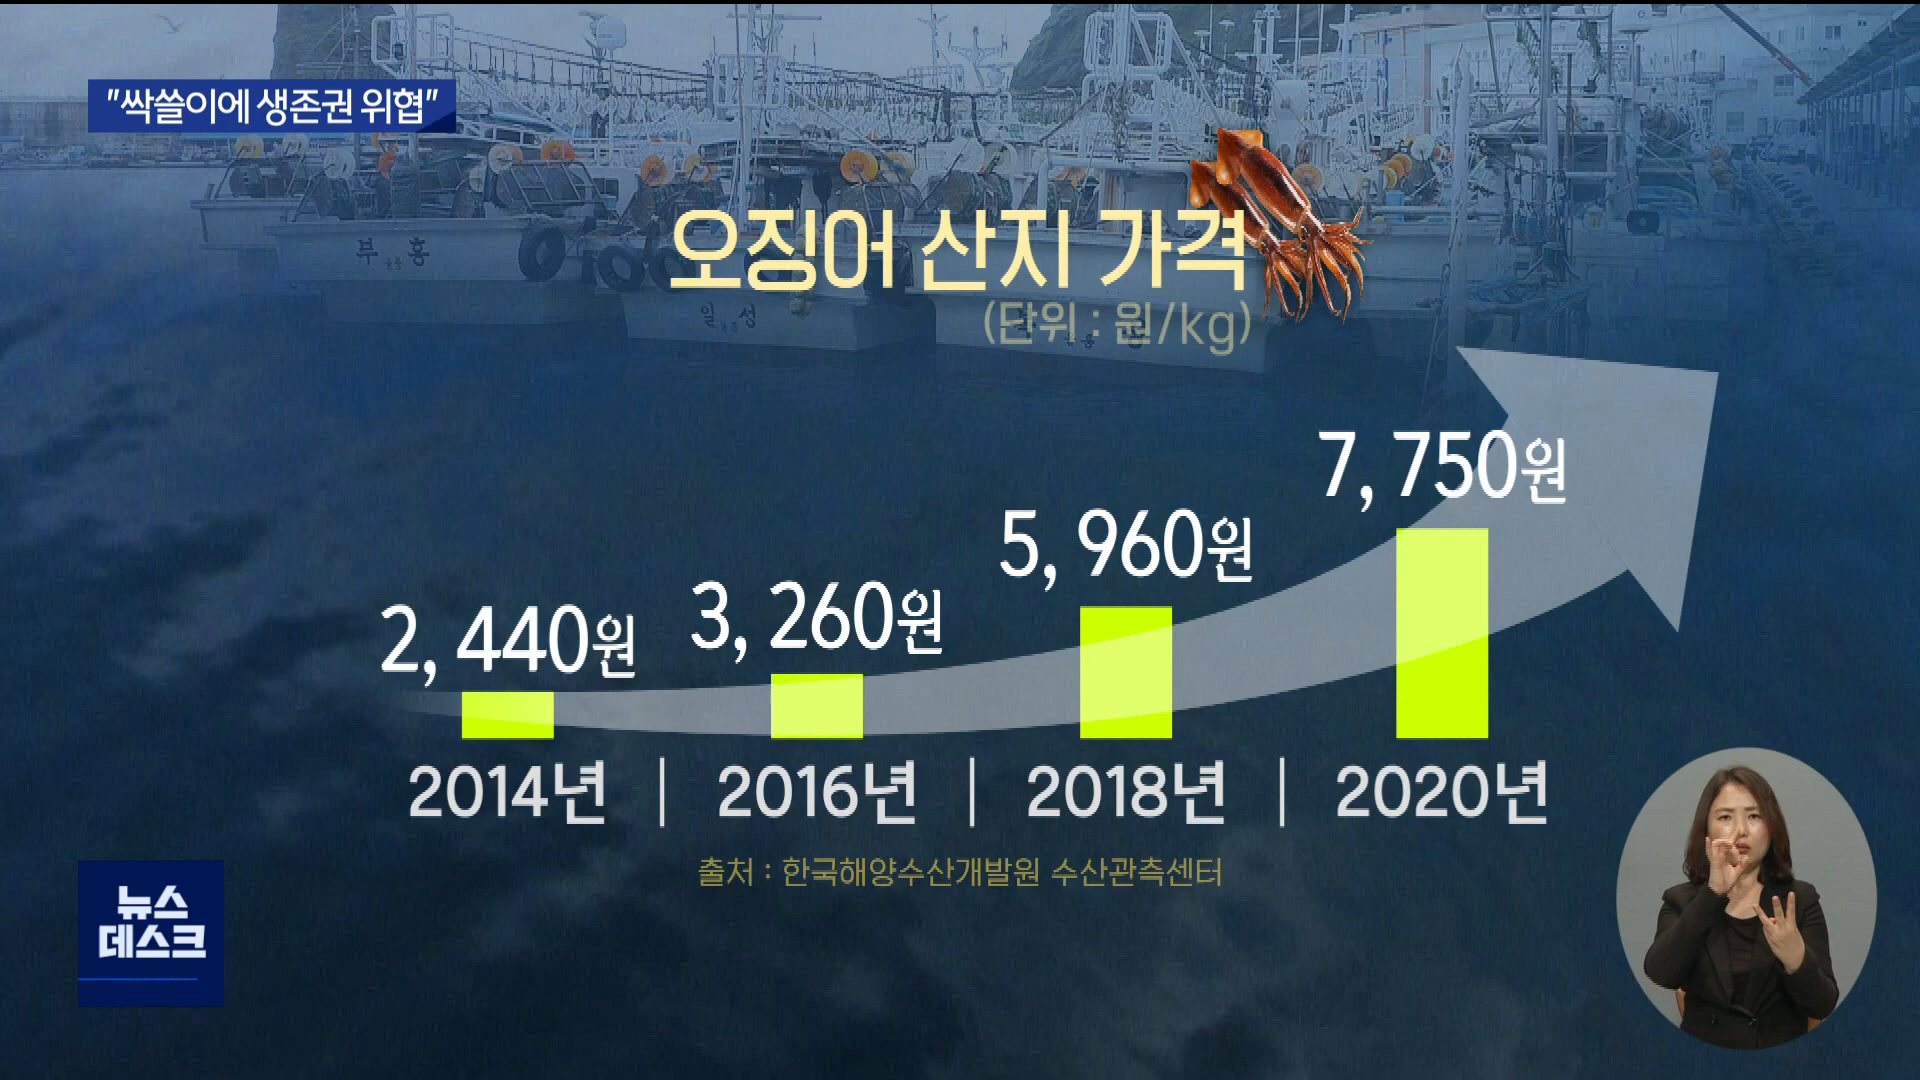 "싹쓸이에 생존권 위협"
오징어 산지 가격
(단위 : 원/kg)
부흥
일성
2,440원
3,260원
5,960원
7,750원
2014년 | 2016년 | 2018년 | 2020년
출처 : 한국해양수산개발원 수산관측센터
뉴스
데스크